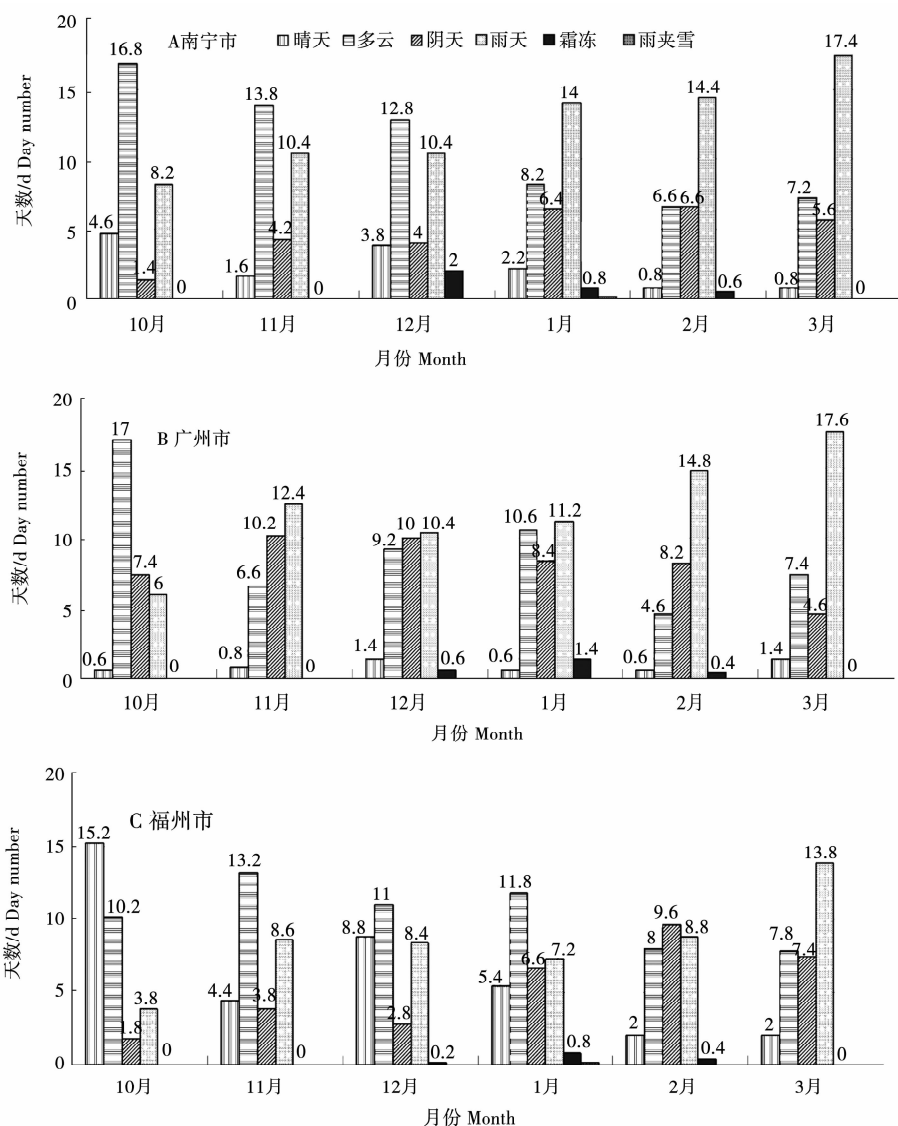 20
A南宁市 晴天 多云 阴天 雨天 霜冻 雨夹雪
16.8 13.8 12.8 14 14.4 17.4
15
10.4 10.4
10
8.2 8.2
天数/d Day number
4.6 1.4 0
1.6 4.2 0
3.8 4 2
2.2 6.4 0.8
0.8 6.6 6.6 0.6
0.8 7.2 5.6 0
5
0
10月 11月 12月 1月 2月 3月
月份 Month
20
B 广州市
17 17.6
15
14.8
12.4
10.2 10 10.4 10.6 11.2
10
天数/d Day number
0.6 7.4 6 0
0.8 6.6 0
1.4 9.2 0.6
0.6 8.4 1.4
0.6 4.6 8.2 0.4
1.4 7.4 4.6 0
5
0
10月 11月 12月 1月 2月 3月
月份 Month
20
C 福州市
15
15.2 13.2 13.8
10.2 11 11.8
10
天数/d Day number
1.8 3.8 0
4.4 3.8 8.6 0
8.8 2.8 8.4 0.2
5.4 6.6 7.2 0.8
2 8 9.6 8.8 0.4
2 7.8 7.4 0
5
0
10月 11月 12月 1月 2月 3月
月份 Month